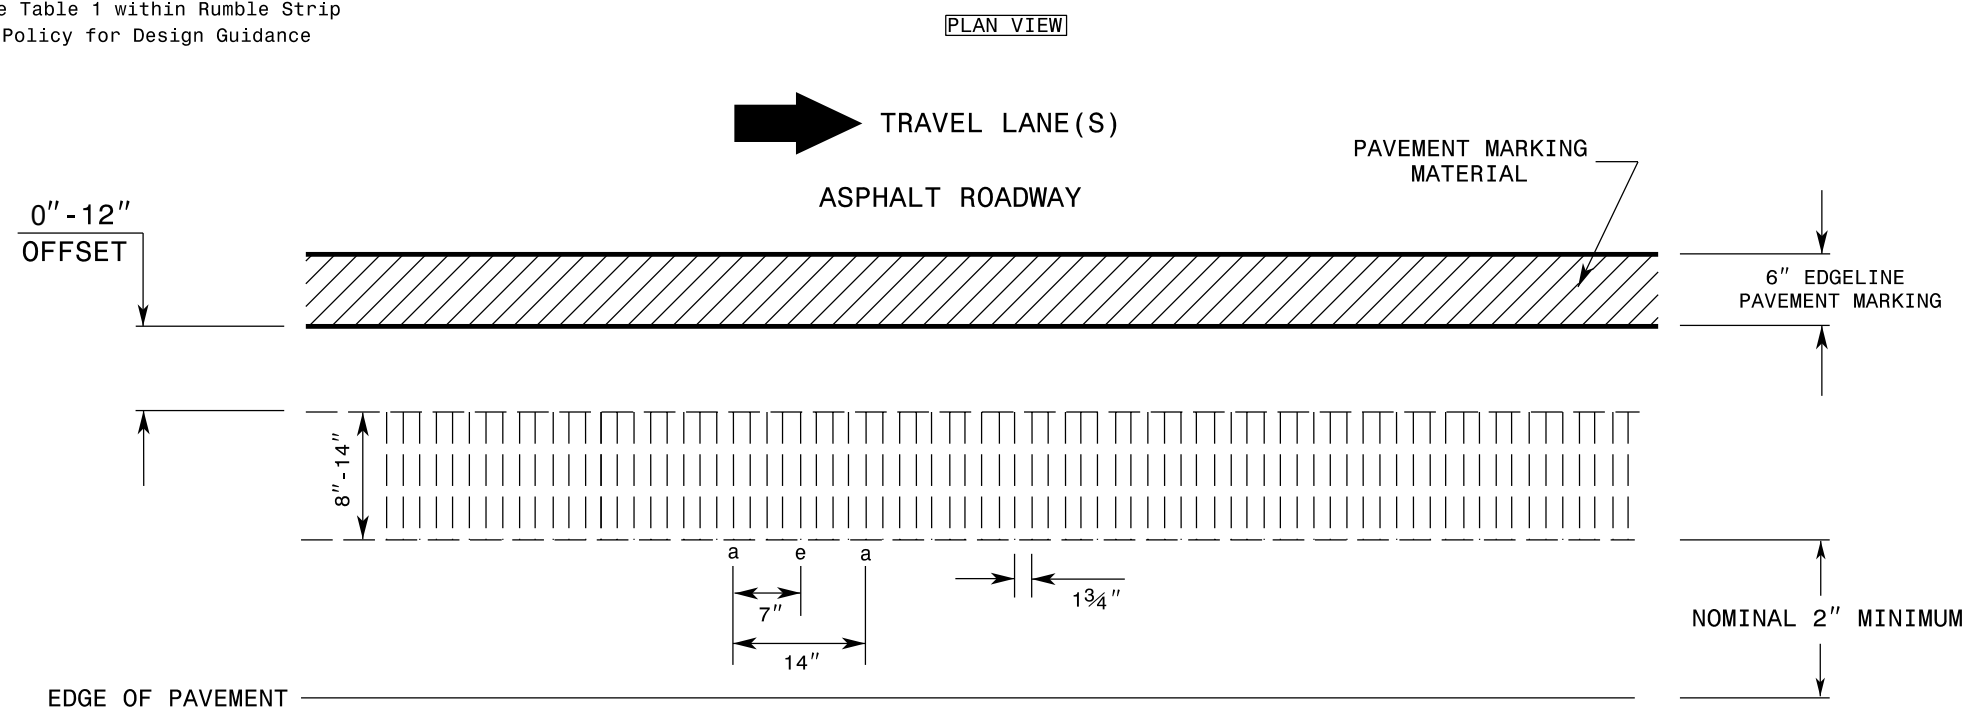 Table 1 within Rumble Strip
Policy for Design Guidance
PLAN VIEW
TRAVEL LANE(S)
PAVEMENT MARKING
MATERIAL
ASPHALT ROADWAY
0"-12"
OFFSET
6" EDGELINE
PAVEMENT MARKING
8"-14"
a e a
7"
1¾"
14"
NOMINAL 2" MINIMUM
EDGE OF PAVEMENT